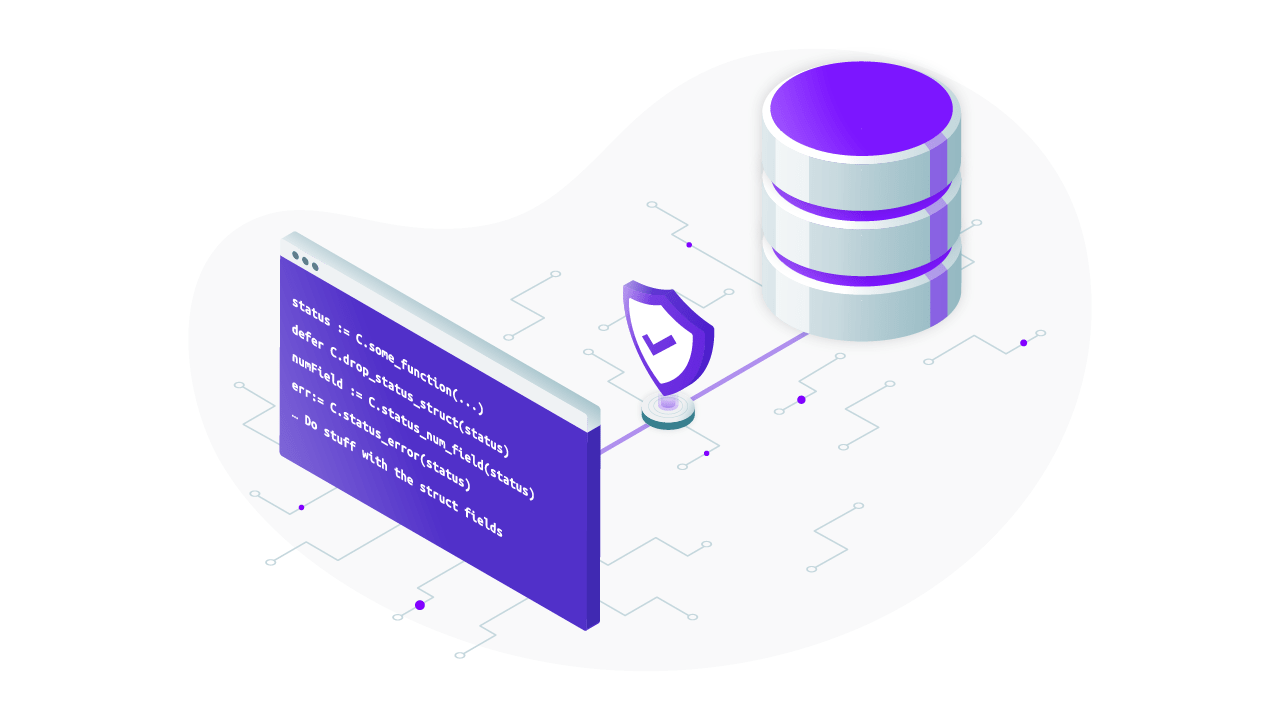 status := C.some_function(...)
defer C.drop_status_struct(status)
numField := C.status_num_field(status)
err:= C.status_error(status)
… Do stuff with the struct fields